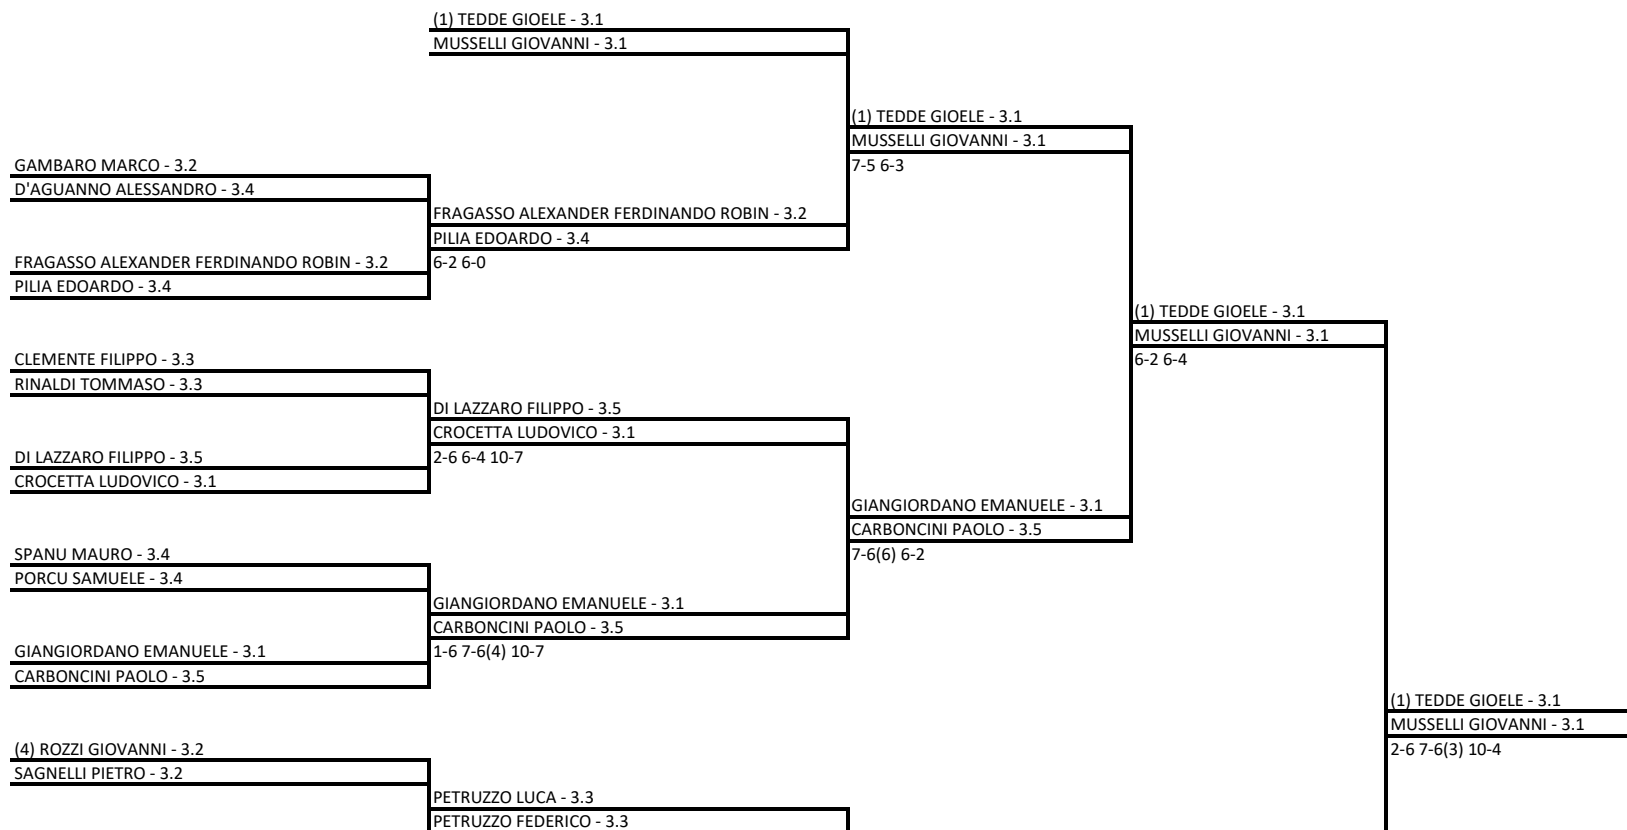 (1) TEDDE GIOELE - 3.1
MUSSELLI GIOVANNI - 3.1
(1) TEDDE GIOELE - 3.1
MUSSELLI GIOVANNI - 3.1
7-5 6-3
GAMBARO MARCO - 3.2
D'AGUANNO ALESSANDRO - 3.4
FRAGASSO ALEXANDER FERDINANDO ROBIN - 3.2
PILIA EDOARDO - 3.4
6-2 6-0
FRAGASSO ALEXANDER FERDINANDO ROBIN - 3.2
PILIA EDOARDO - 3.4
(1) TEDDE GIOELE - 3.1
MUSSELLI GIOVANNI - 3.1
6-2 6-4
CLEMENTE FILIPPO - 3.3
RINALDI TOMMASO - 3.3
DI LAZZARO FILIPPO - 3.5
CROCETTA LUDOVICO - 3.1
2-6 6-4 10-7
DI LAZZARO FILIPPO - 3.5
CROCETTA LUDOVICO - 3.1
GIANGIORDANO EMANUELE - 3.1
CARBONCINI PAOLO - 3.5
7-6(6) 6-2
SPANU MAURO - 3.4
PORCU SAMUELE - 3.4
GIANGIORDANO EMANUELE - 3.1
CARBONCINI PAOLO - 3.5
1-6 7-6(4) 10-7
GIANGIORDANO EMANUELE - 3.1
CARBONCINI PAOLO - 3.5
(1) TEDDE GIOELE - 3.1
MUSSELLI GIOVANNI - 3.1
2-6 7-6(3) 10-4
(4) ROZZI GIOVANNI - 3.2
SAGNELLI PIETRO - 3.2
PETRUZZO LUCA - 3.3
PETRUZZO FEDERICO - 3.3